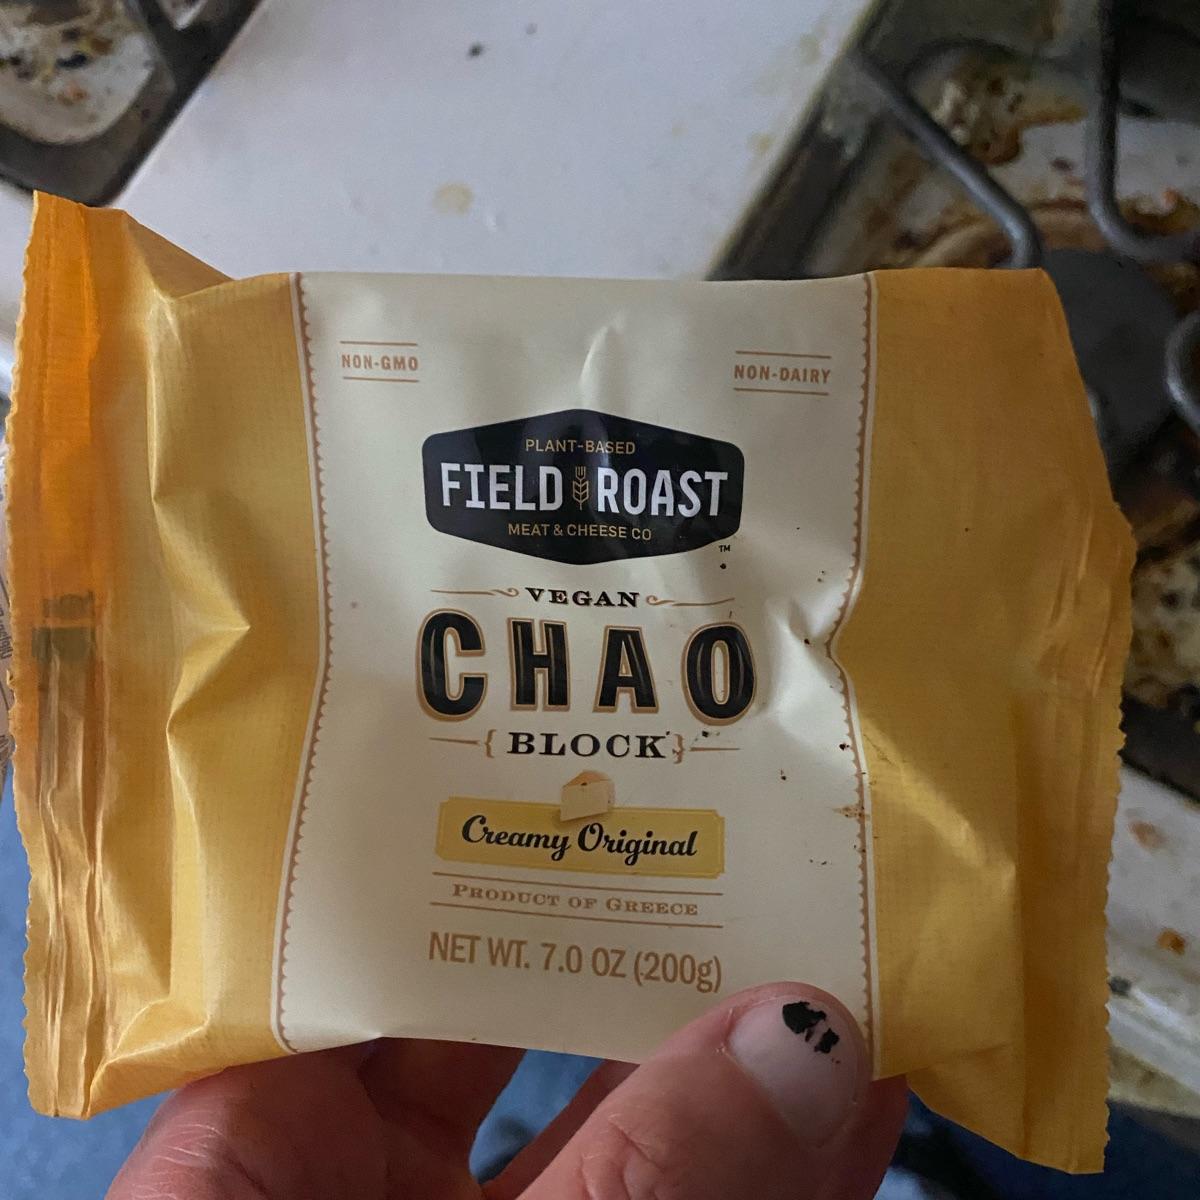 NON-GMO
NON-DAIRY
PLANT-BASED
FIELD ROAST
MEAT & CHEESE CO
™
VEGAN
CHAO
{BLOCK}
Creamy Original
PRODUCT OF GREECE
NET WT. 7.0 OZ (200g)